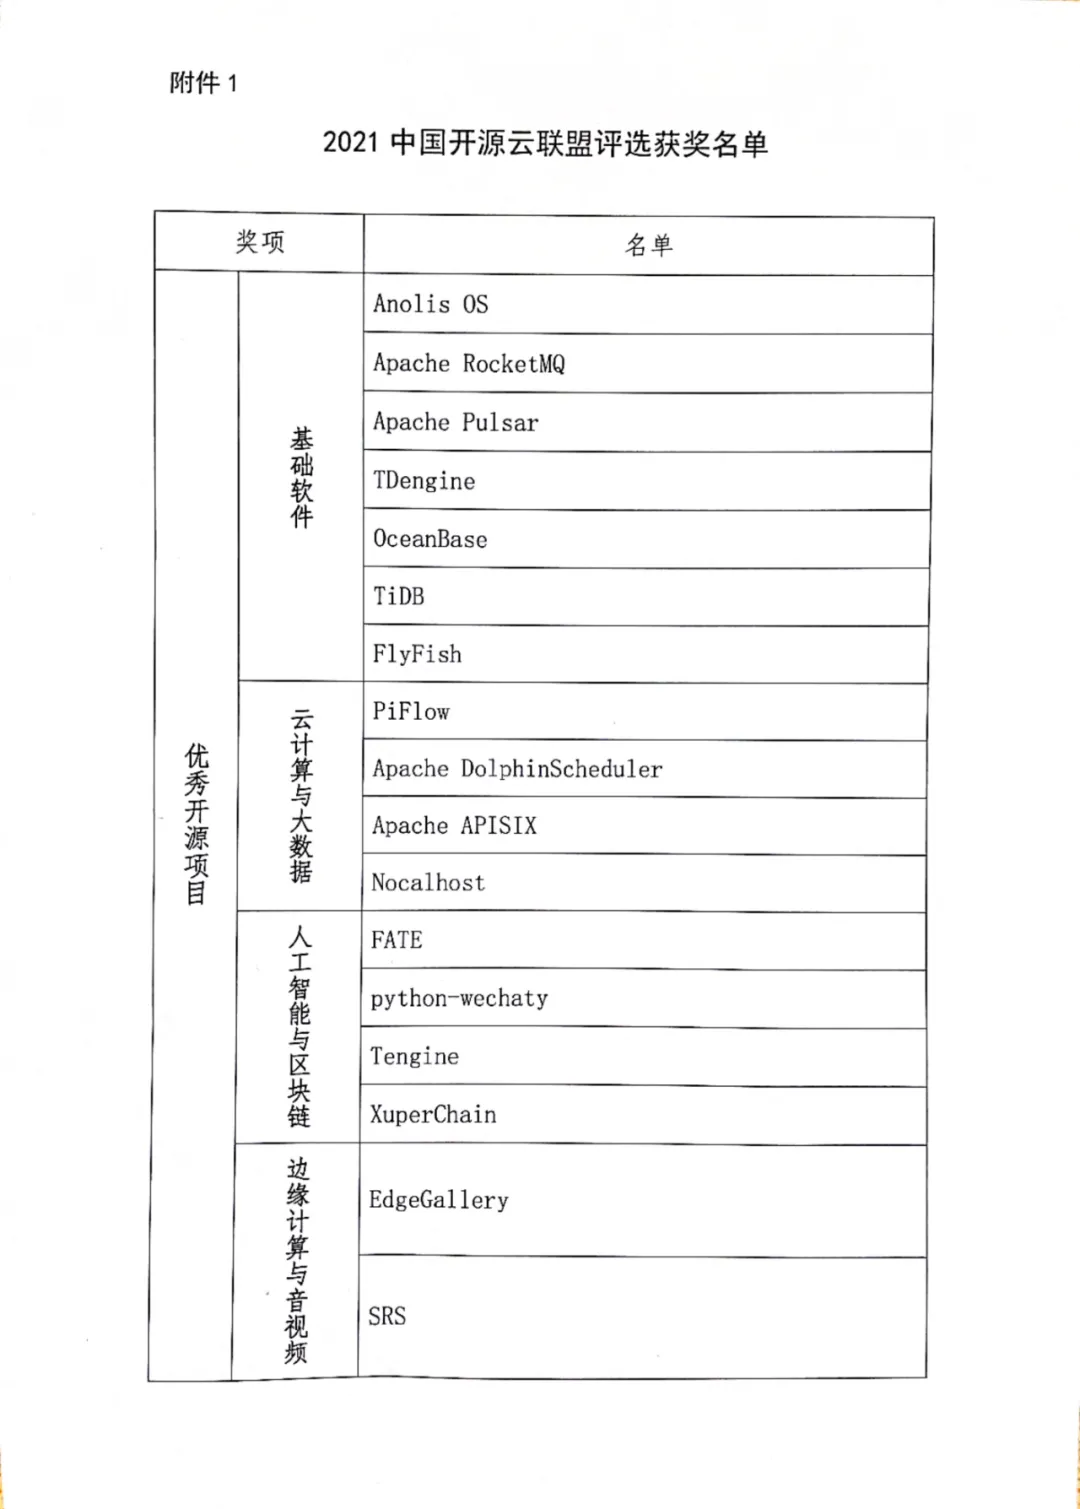 附件1
2021中国开源云联盟评选获奖名单
奖项
名单
优秀开源项目
基础软件
Anolis OS
Apache RocketMQ
Apache Pulsar
TDengine
OceanBase
TiDB
FlyFish
云计算与大数据
PiFlow
Apache DolphinScheduler
Apache APISIX
Nocalhost
人工智能与区块链
FATE
python-wechaty
Tengine
XuperChain
边缘计算与音视频
EdgeGallery
SRS